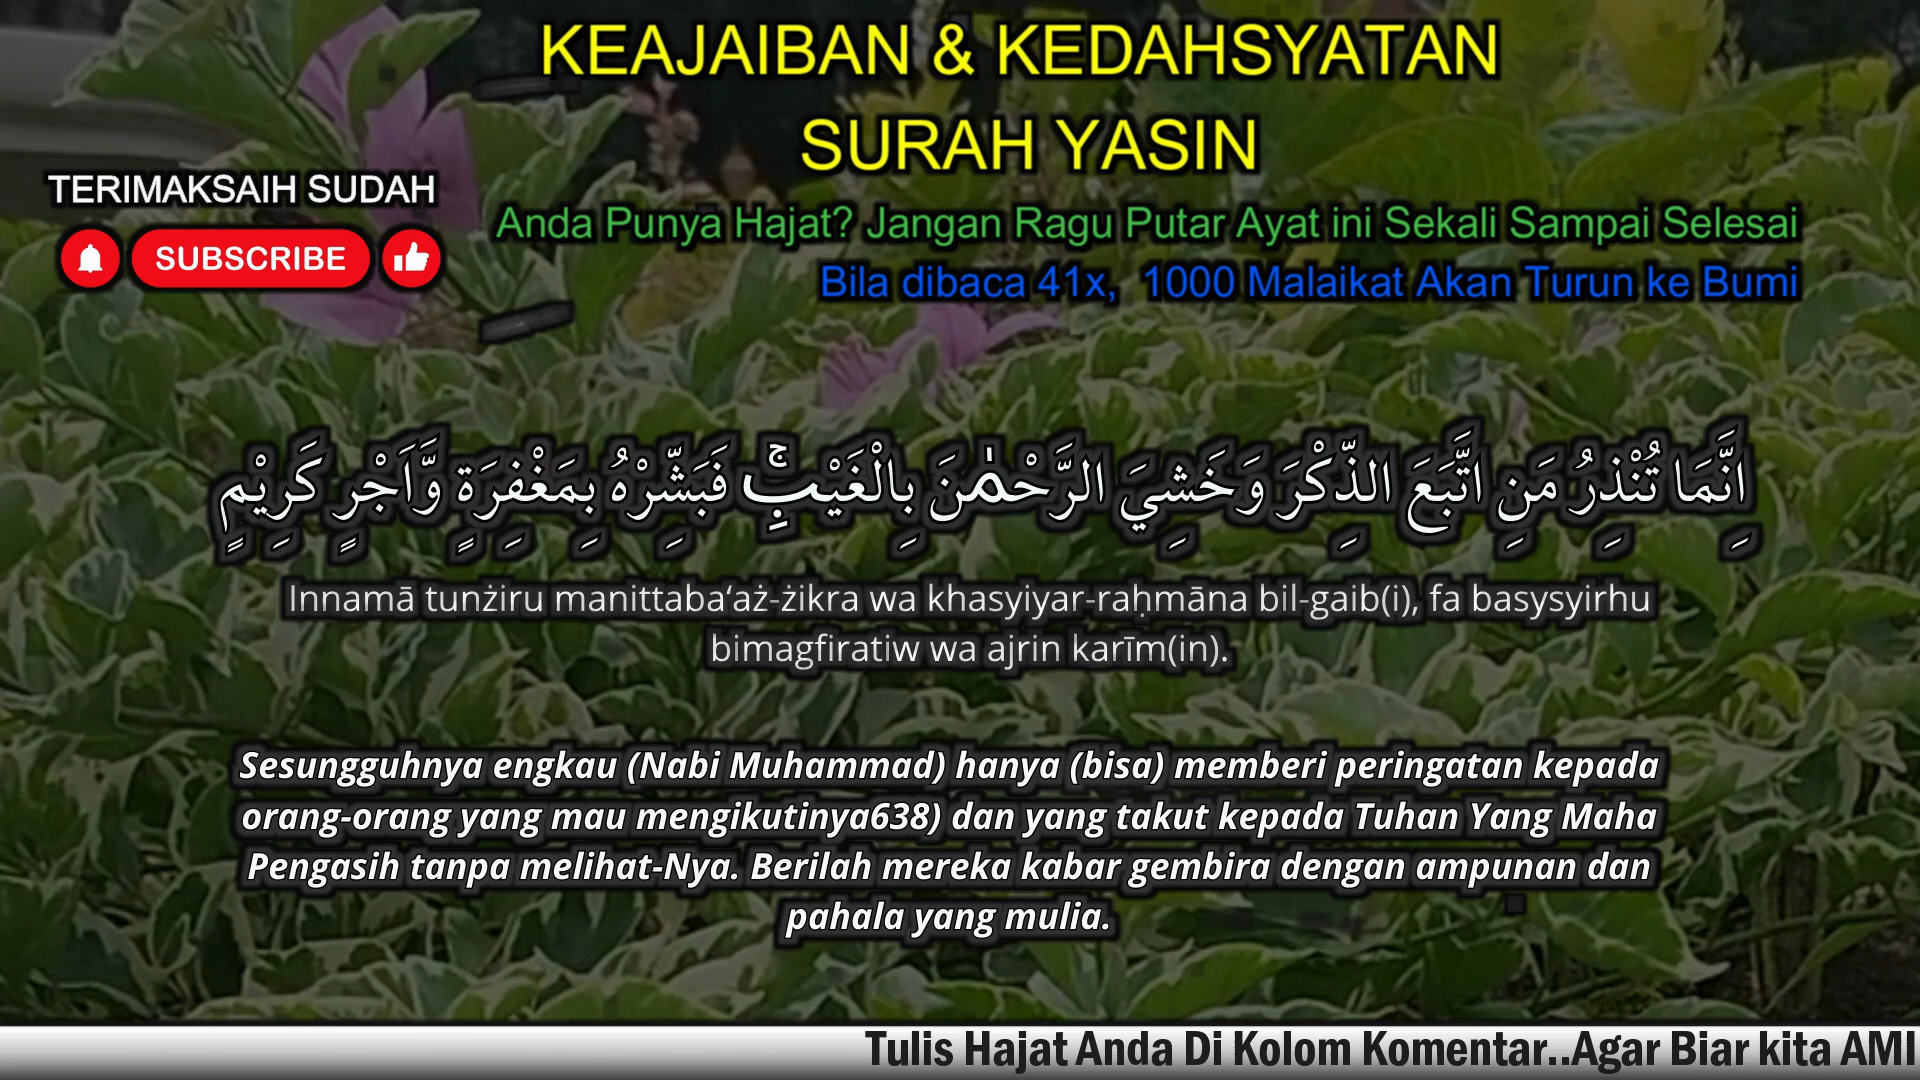 KEAJAIBAN & KEDAHSYATAN
SURAH YASIN
TERIMAKSAIH SUDAH
SUBSCRIBE
Anda Punya Hajat? Jangan Ragu Putar Ayat ini Sekali Sampai Selesai
Bila dibaca 41x, 1000 Malaikat Akan Turun ke Bumi
اِنَّمَا تُنْذِرُ مَنِ اتَّبَعَ الذِّكْرَ وَخَشِيَ الرَّحْمٰنَ بِالْغَيْبِۚ فَبَشِّرْهُ بِمَغْفِرَةٍ وَّاَجْرٍ كَرِيْمٍ
Innamā tunżiru manittaba‘aż-żikra wa khasyiyar-raḥmāna bil-gaib(i), fa basysyirhu
bimagfiratiw wa ajrin karīm(in).
Sesungguhnya engkau (Nabi Muhammad) hanya (bisa) memberi peringatan kepada
orang-orang yang mau mengikutinya638) dan yang takut kepada Tuhan Yang Maha
Pengasih tanpa melihat-Nya. Berilah mereka kabar gembira dengan ampunan dan
pahala yang mulia.
Tulis Hajat Anda Di Kolom Komentar..Agar Biar kita AMI